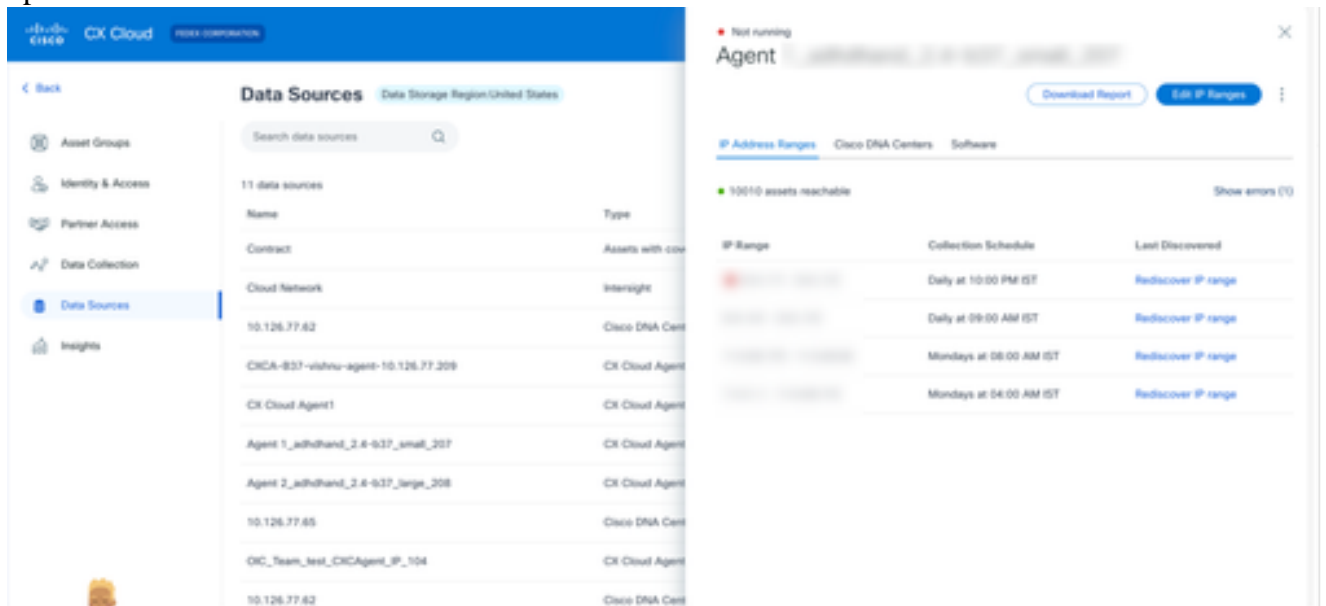 CISCO CX Cloud FEDEX CORPORATION
Back
Asset Groups
Identity & Access
Partner Access
Data Collection
Data Sources
Insights
Data Sources Data Storage Region:United States
Search data sources
11 data sources
Name Type
Contract Assets with cov
Cloud Network Intersight
10.126.77.62 Cisco DNA Cent
CXCA-B37-vishnu-agent-10.126.77.209 CX Cloud Agent
CX Cloud Agent1 CX Cloud Agent
Agent 1_adhdhand_2.4-b37_small_207 CX Cloud Agent
Agent 2_adhdhand_2.4-b37_large_208 CX Cloud Agent
10.126.77.65 Cisco DNA Cent
OIC_Team_test_CXCAgent_IP_104 CX Cloud Agent
10.126.77.62 Cisco DNA Cent
Not running
Agent
Download Report Edit IP Ranges
IP Address Ranges Cisco DNA Centers Software
10010 assets reachable Show errors (1)
IP Range Collection Schedule Last Discovered
Daily at 10:00 PM IST Rediscover IP range
Daily at 09:00 AM IST Rediscover IP range
Mondays at 08:00 AM IST Rediscover IP range
Mondays at 04:00 AM IST Rediscover IP range